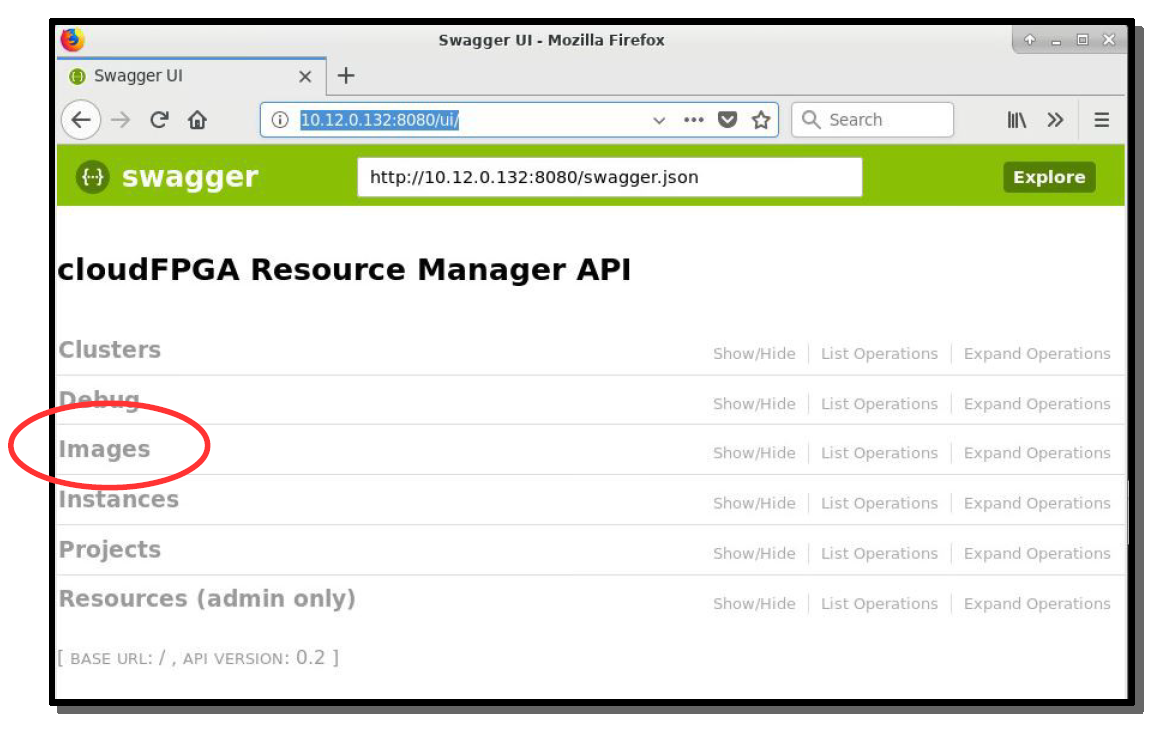 Swagger UI - Mozilla Firefox
Swagger UI
10.12.0.132:8080/ui/ Search
swagger http://10.12.0.132:8080/swagger.json Explore
cloudFPGA Resource Manager API
Clusters Show/Hide List Operations Expand Operations
Debug Show/Hide List Operations Expand Operations
Images Show/Hide List Operations Expand Operations
Instances Show/Hide List Operations Expand Operations
Projects Show/Hide List Operations Expand Operations
Resources (admin only) Show/Hide List Operations Expand Operations
[ BASE URL: / , API VERSION: 0.2 ]